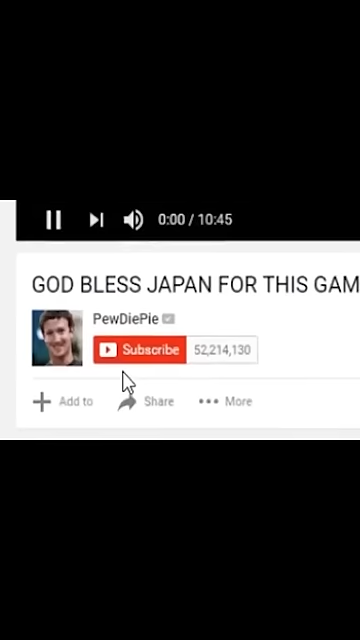 0:00 / 10:45
GOD BLESS JAPAN FOR THIS GAM
PewDiePie
Subscribe 52,214,130
Add to Share More